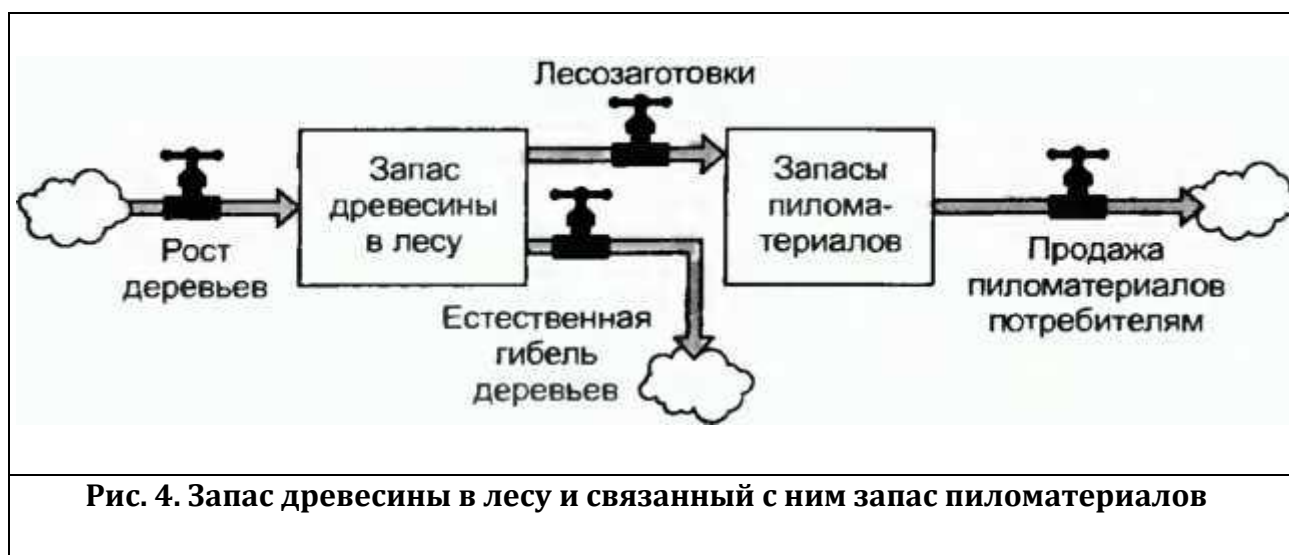 Лесозаготовки
Запас
древесины
в лесу
Запасы
пилома-
териалов
Рост
деревьев
Естественная
гибель
деревьев
Продажа
пиломатериалов
потребителям
Рис. 4. Запас древесины в лесу и связанный с ним запас пиломатериалов